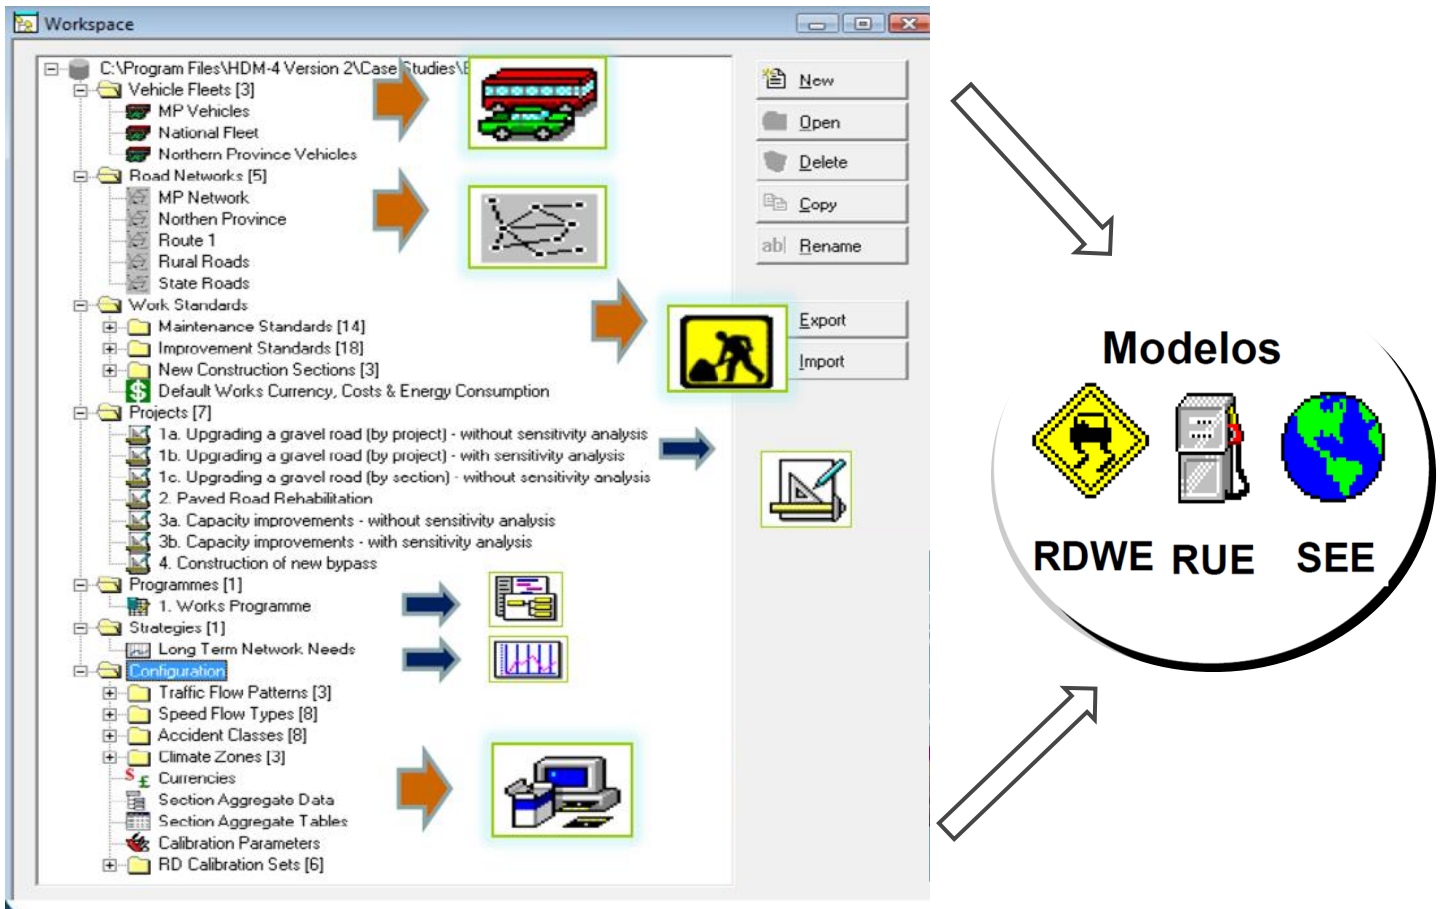 Workspace
C:\Program Files\HDM-4 Version 2\Case Studies\E
Vehicle Fleets [3]
MP Vehicles
National Fleet
Northern Province Vehicles
Road Networks [5]
MP Network
Northen Province
Route 1
Rural Roads
State Roads
Work Standards
Maintenance Standards [14]
Improvement Standards [18]
New Construction Sections [3]
Default Works Currency, Costs & Energy Consumption
Projects [7]
1a. Upgrading a gravel road (by project) - without sensitivity analysis
1b. Upgrading a gravel road (by project) - with sensitivity analysis
1c. Upgrading a gravel road (by section) - without sensitivity analysis
2. Paved Road Rehabilitation
3a. Capacity improvements - without sensitivity analysis
3b. Capacity improvements - with sensitivity analysis
4. Construction of new bypass
Programmes [1]
1. Works Programme
Strategies [1]
Long Term Network Needs
Configuration
Traffic Flow Patterns [3]
Speed Flow Types [8]
Accident Classes [8]
Climate Zones [3]
Currencies
Section Aggregate Data
Section Aggregate Tables
Calibration Parameters
RD Calibration Sets [6]
New
Open
Delete
Copy
ab| Rename
Export
Import
Modelos
RDWE RUE SEE